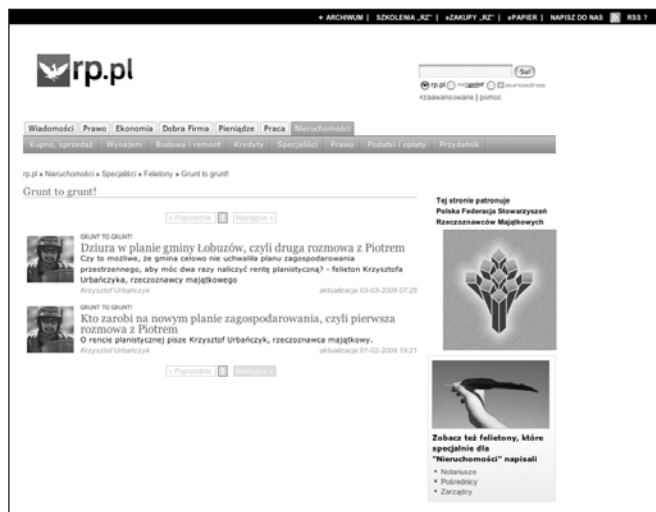 + ARCHIWUM | SZKOLENIA „RZ” | eZAKUPY „RZ” | ePAPIER | NAPISZ DO NAS RSS ?
rp.pl
rp.pl
+zaawansowane | pomoc
Wiadomości Prawo Ekonomia Dobra Firma Pieniądze Praca Nieruchomości
Kupno, sprzedaż Wynajem Budowa i remont Kredyty Specjaliści Prawo Podatki i opłaty Przydatnik
rp.pl » Nieruchomości » Specjaliści » Felietony » Grunt to grunt!
Grunt to grunt!
« Poprzednie 1 Następne »
GRUNT TO GRUNT!
Dziura w planie gminy Łobuzów, czyli druga rozmowa z Piotrem
Czy to możliwe, że gmina celowo nie uchwaliła planu zagospodarowania
przestrzennego, aby móc dwa razy naliczyć rentę planistyczną? - felieton Krzysztofa
Urbańczyka, rzeczoznawcy majątkowego
Krzysztof Urbańczyk aktualizacja 03-03-2009 07:25
GRUNT TO GRUNT!
Kto zarobi na nowym planie zagospodarowania, czyli pierwsza
rozmowa z Piotrem
O rencie planistycznej pisze Krzysztof Urbańczyk, rzeczoznawca majątkowy.
Krzysztof Urbańczyk aktualizacja 01-02-2009 19:21
« Poprzednie 1 Następne »
Tej stronie patronuje
Polska Federacja Stowarzyszeń
Rzeczoznawców Majątkowych
Zobacz też felietony, które
specjalnie dla
"Nieruchomości" napisali
• Notariusze
• Pośrednicy
• Zarządcy